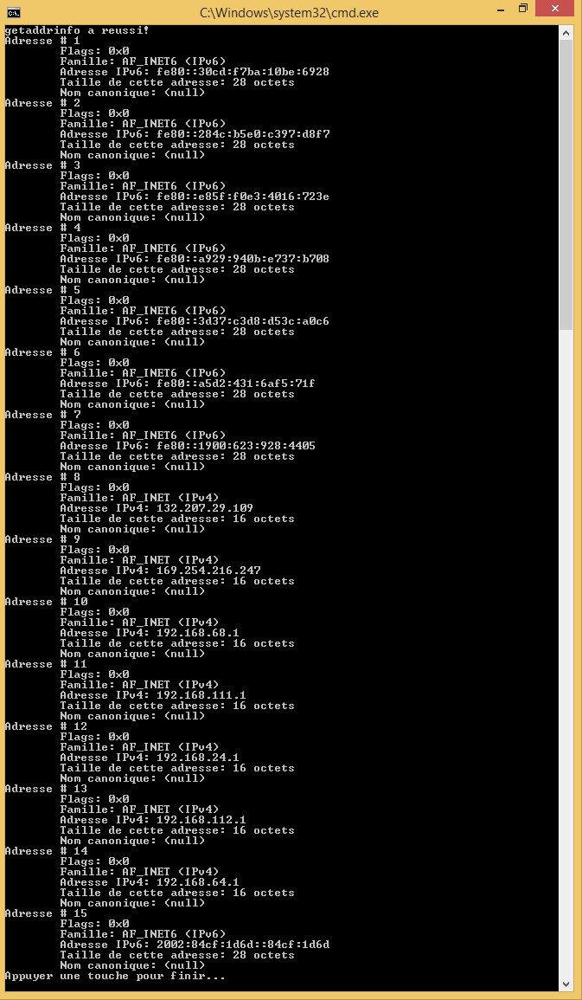 C:\Windows\system32\cmd.exe
getaddrinfo a reussi!
Adresse # 1
Flags: 0x0
Famille: AF_INET6 (IPv6)
Adresse IPv6: fe80::30cd:f7ba:10be:6928
Taille de cette adresse: 28 octets
Nom canonique: (null)
Adresse # 2
Flags: 0x0
Famille: AF_INET6 (IPv6)
Adresse IPv6: fe80::284c:b5e0:c397:d8f7
Taille de cette adresse: 28 octets
Nom canonique: (null)
Adresse # 3
Flags: 0x0
Famille: AF_INET6 (IPv6)
Adresse IPv6: fe80::e85f:f0e3:4016:723e
Taille de cette adresse: 28 octets
Nom canonique: (null)
Adresse # 4
Flags: 0x0
Famille: AF_INET6 (IPv6)
Adresse IPv6: fe80::a929:940b:e737:b708
Taille de cette adresse: 28 octets
Nom canonique: (null)
Adresse # 5
Flags: 0x0
Famille: AF_INET6 (IPv6)
Adresse IPv6: fe80::3d37:c3d8:d53c:a0c6
Taille de cette adresse: 28 octets
Nom canonique: (null)
Adresse # 6
Flags: 0x0
Famille: AF_INET6 (IPv6)
Adresse IPv6: fe80::a5d2:431:6af5:71f
Taille de cette adresse: 28 octets
Nom canonique: (null)
Adresse # 7
Flags: 0x0
Famille: AF_INET6 (IPv6)
Adresse IPv6: fe80::1900:623:928:4405
Taille de cette adresse: 28 octets
Nom canonique: (null)
Adresse # 8
Flags: 0x0
Famille: AF_INET (IPv4)
Adresse IPv4: 132.207.29.109
Taille de cette adresse: 16 octets
Nom canonique: (null)
Adresse # 9
Flags: 0x0
Famille: AF_INET (IPv4)
Adresse IPv4: 169.254.216.247
Taille de cette adresse: 16 octets
Nom canonique: (null)
Adresse # 10
Flags: 0x0
Famille: AF_INET (IPv4)
Adresse IPv4: 192.168.68.1
Taille de cette adresse: 16 octets
Nom canonique: (null)
Adresse # 11
Flags: 0x0
Famille: AF_INET (IPv4)
Adresse IPv4: 192.168.111.1
Taille de cette adresse: 16 octets
Nom canonique: (null)
Adresse # 12
Flags: 0x0
Famille: AF_INET (IPv4)
Adresse IPv4: 192.168.24.1
Taille de cette adresse: 16 octets
Nom canonique: (null)
Adresse # 13
Flags: 0x0
Famille: AF_INET (IPv4)
Adresse IPv4: 192.168.112.1
Taille de cette adresse: 16 octets
Nom canonique: (null)
Adresse # 14
Flags: 0x0
Famille: AF_INET (IPv4)
Adresse IPv4: 192.168.64.1
Taille de cette adresse: 16 octets
Nom canonique: (null)
Adresse # 15
Flags: 0x0
Famille: AF_INET6 (IPv6)
Adresse IPv6: 2002:84cf:1d6d::84cf:1d6d
Taille de cette adresse: 28 octets
Nom canonique: (null)
Appuyer une touche pour finir...